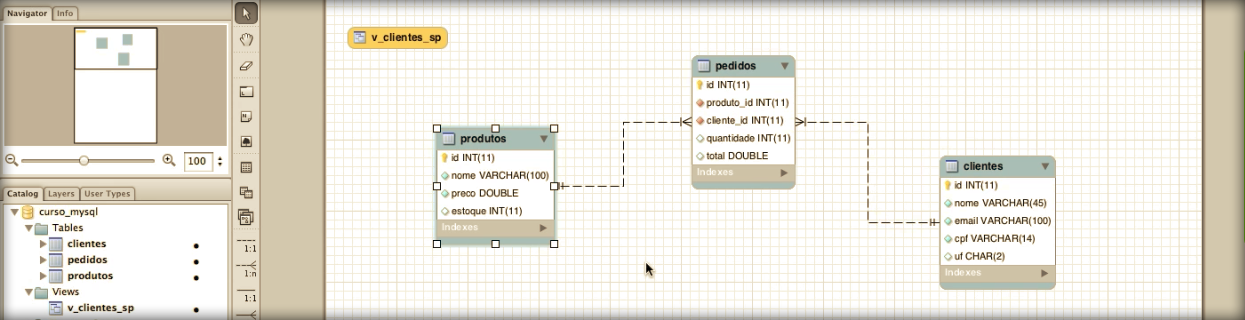 Navigator Info
100
Catalog Layers User Types
curso_mysql
Tables
clientes
pedidos
produtos
Views
v_clientes_sp
1:1
1:n
1:1
v_clientes_sp
produtos
id INT(11)
nome VARCHAR(100)
preco DOUBLE
estoque INT(11)
Indexes
pedidos
id INT(11)
produto_id INT(11)
cliente_id INT(11)
quantidade INT(11)
total DOUBLE
Indexes
clientes
id INT(11)
nome VARCHAR(45)
email VARCHAR(100)
cpf VARCHAR(14)
uf CHAR(2)
Indexes